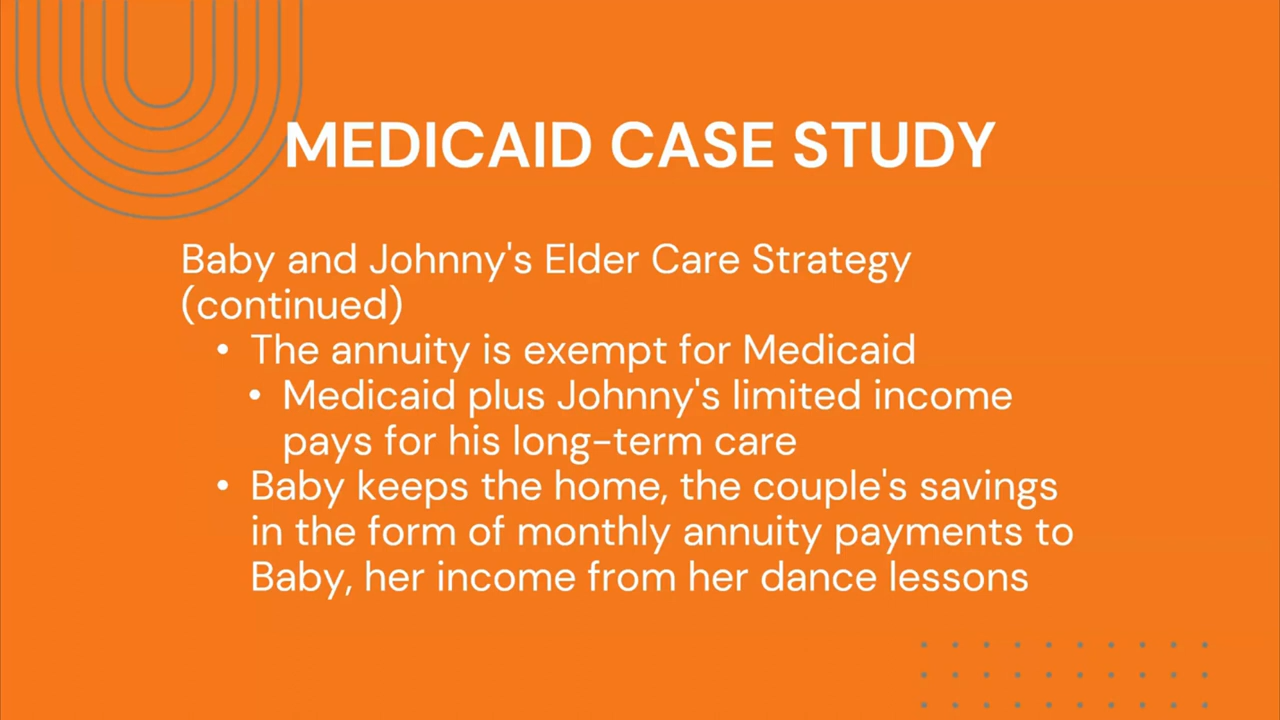 MEDICAID CASE STUDY
Baby and Johnny's Elder Care Strategy
(continued)
• The annuity is exempt for Medicaid
• Medicaid plus Johnny's limited income
pays for his long-term care
• Baby keeps the home, the couple's savings
in the form of monthly annuity payments to
Baby, her income from her dance lessons